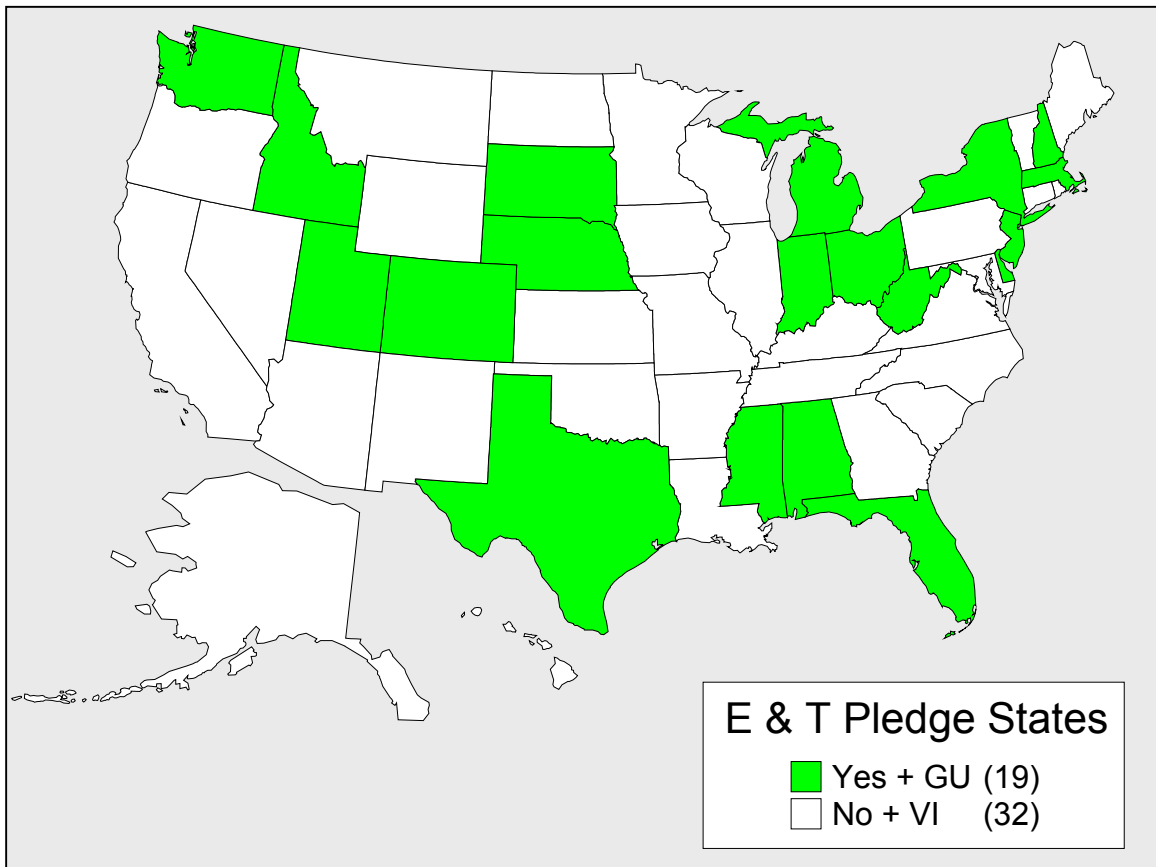 E & T Pledge States
Yes + GU (19)
No + VI (32)